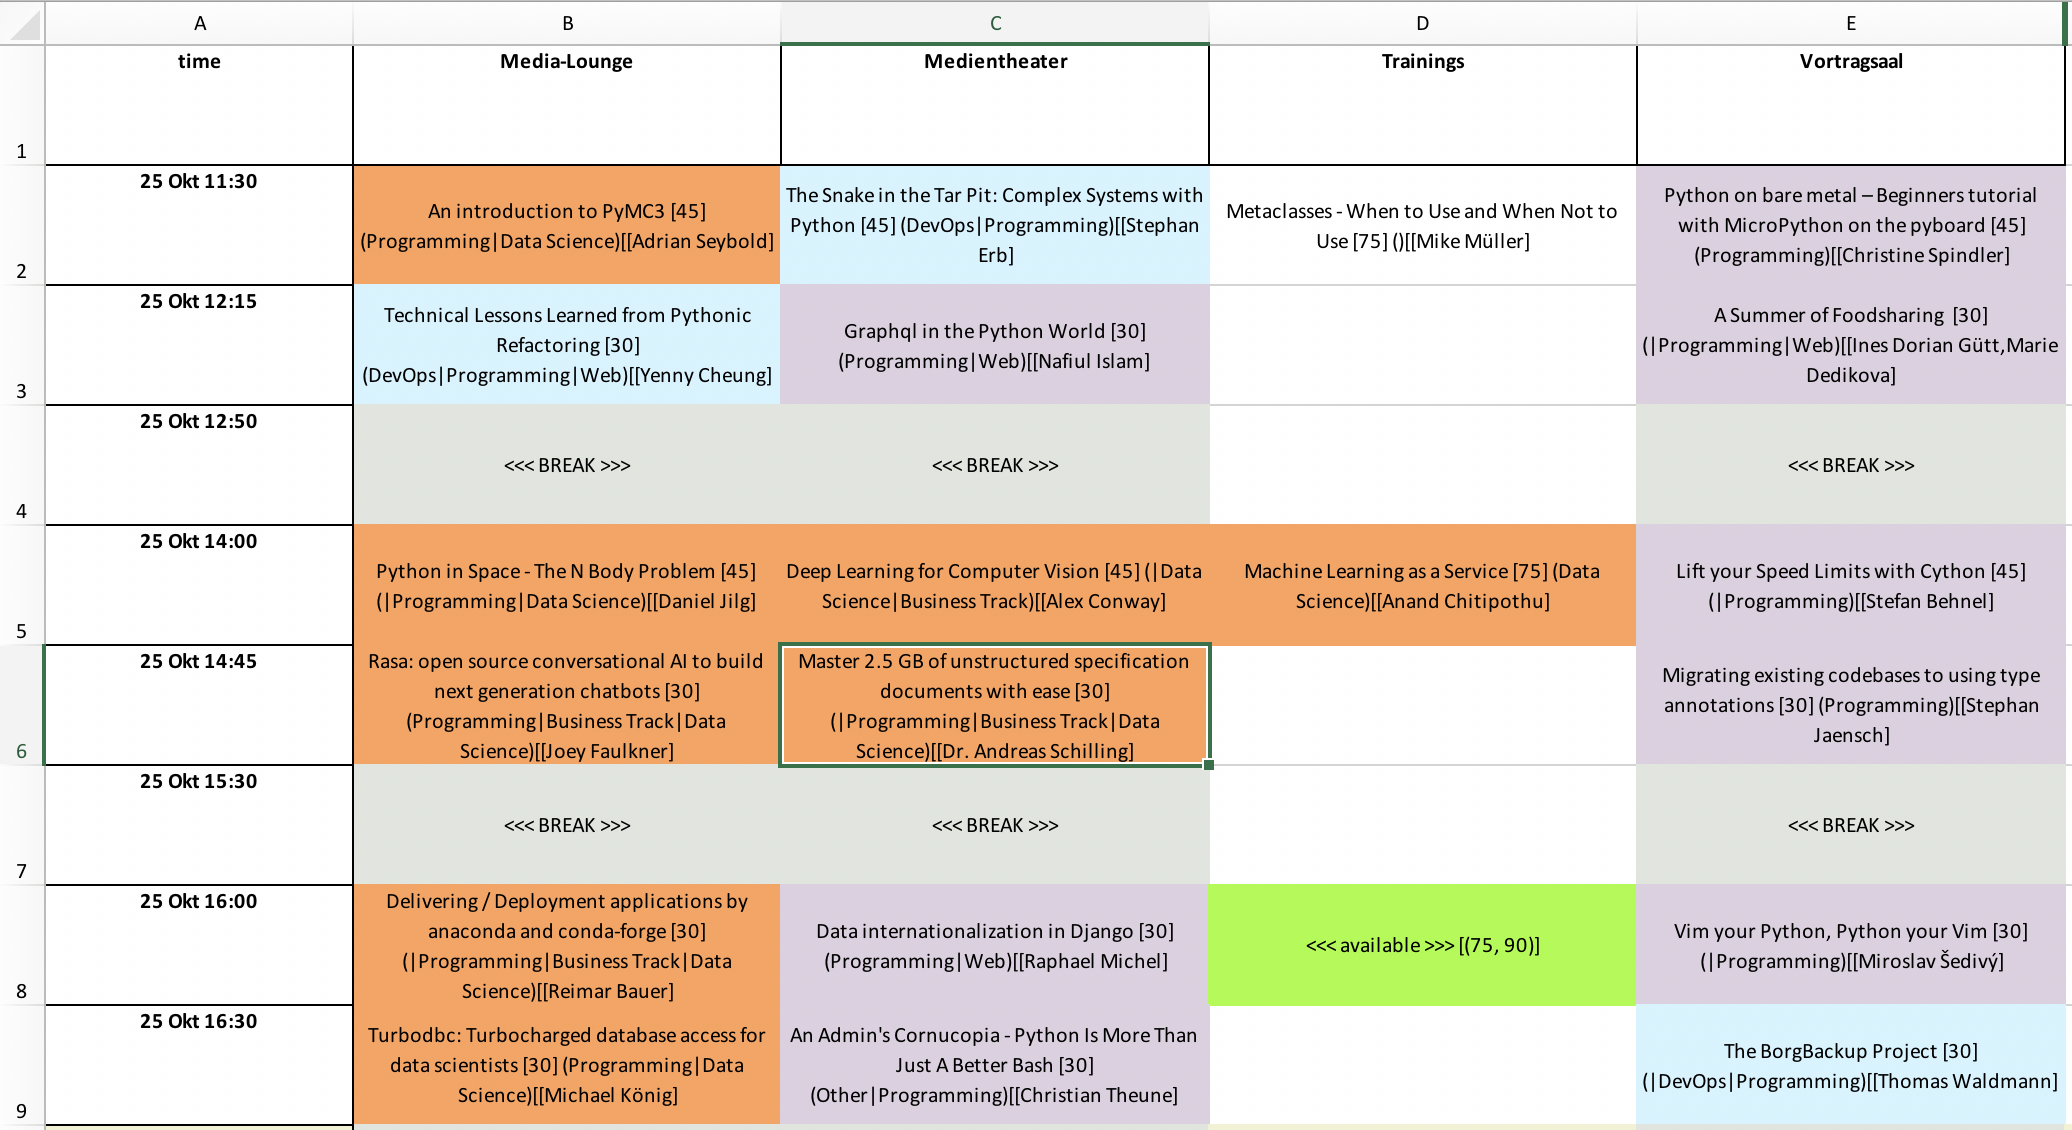 A B C D E
time Media-Lounge Medientheater Trainings Vortragsaal
1
25 Okt 11:30
An introduction to PyMC3 [45]
(Programming|Data Science)[[Adrian Seybold]
The Snake in the Tar Pit: Complex Systems with
Python [45] (DevOps|Programming)[[Stephan
Erb]
Metaclasses - When to Use and When Not to
Use [75] ()[[Mike Müller]
Python on bare metal – Beginners tutorial
with MicroPython on the pyboard [45]
(Programming)[[Christine Spindler]
2
25 Okt 12:15
Technical Lessons Learned from Pythonic
Refactoring [30]
(DevOps|Programming|Web)[[Yenny Cheung]
Graphql in the Python World [30]
(Programming|Web)[[Nafiul Islam]
A Summer of Foodsharing [30]
(|Programming|Web)[[Ines Dorian Gütt,Marie
Dedikova]
3
25 Okt 12:50
<<< BREAK >>>
<<< BREAK >>>
<<< BREAK >>>
4
25 Okt 14:00
Python in Space - The N Body Problem [45]
(|Programming|Data Science)[[Daniel Jilg]
Deep Learning for Computer Vision [45] (|Data
Science|Business Track)[[Alex Conway]
Machine Learning as a Service [75] (Data
Science)[[Anand Chitipothu]
Lift your Speed Limits with Cython [45]
(|Programming)[[Stefan Behnel]
5
25 Okt 14:45
Rasa: open source conversational AI to build
next generation chatbots [30]
(Programming|Business Track|Data
Science)[[Joey Faulkner]
Master 2.5 GB of unstructured specification
documents with ease [30]
(|Programming|Business Track|Data
Science)[[Dr. Andreas Schilling]
Migrating existing codebases to using type
annotations [30] (Programming)[[Stephan
Jaensch]
6
25 Okt 15:30
<<< BREAK >>>
<<< BREAK >>>
<<< BREAK >>>
7
25 Okt 16:00
Delivering / Deployment applications by
anaconda and conda-forge [30]
(|Programming|Business Track|Data
Science)[[Reimar Bauer]
Data internationalization in Django [30]
(Programming|Web)[[Raphael Michel]
<<< available >>> [(75, 90)]
Vim your Python, Python your Vim [30]
(|Programming)[[Miroslav Šedivý]
8
25 Okt 16:30
Turbodbc: Turbocharged database access for
data scientists [30] (Programming|Data
Science)[[Michael König]
An Admin's Cornucopia - Python Is More Than
Just A Better Bash [30]
(Other|Programming)[[Christian Theune]
The BorgBackup Project [30]
(|DevOps|Programming)[[Thomas Waldmann]
9